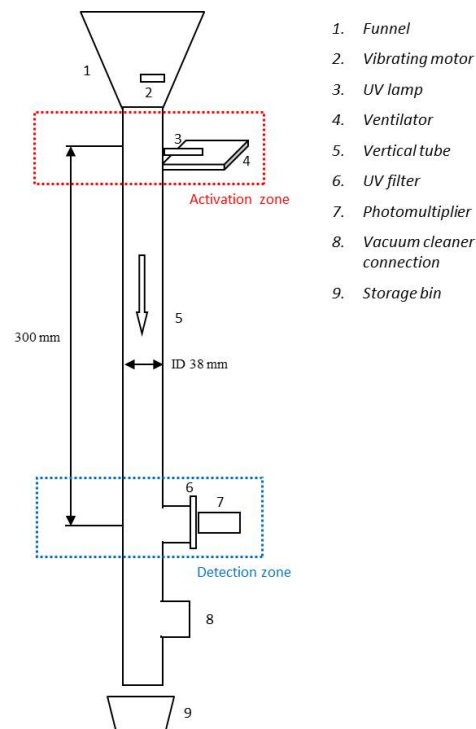 1
2
3
4
Activation zone
5
300 mm
ID 38 mm
6
7
Detection zone
8
9
1. Funnel
2. Vibrating motor
3. UV lamp
4. Ventilator
5. Vertical tube
6. UV filter
7. Photomultiplier
8. Vacuum cleaner
connection
9. Storage bin